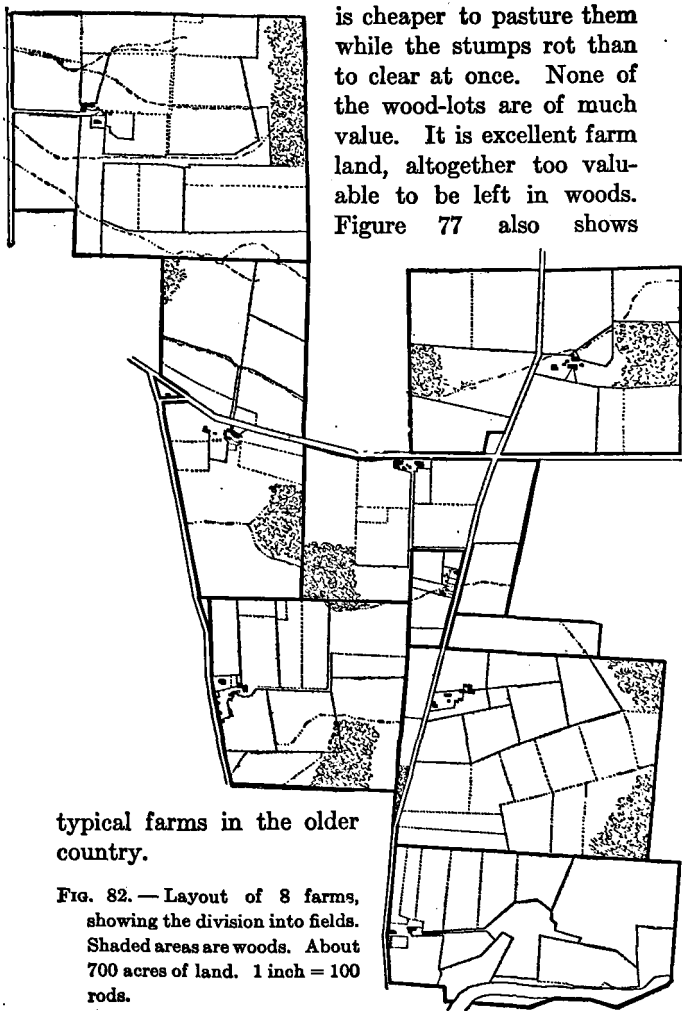 is cheaper to pasture them
while the stumps rot than
to clear at once. None of
the wood-lots are of much
value. It is excellent farm
land, altogether too valu-
able to be left in woods.
Figure 77 also shows
typical farms in the older
country.
Fig. 82. — Layout of 8 farms,
showing the division into fields.
Shaded areas are woods. About
700 acres of land. 1 inch = 100
rods.